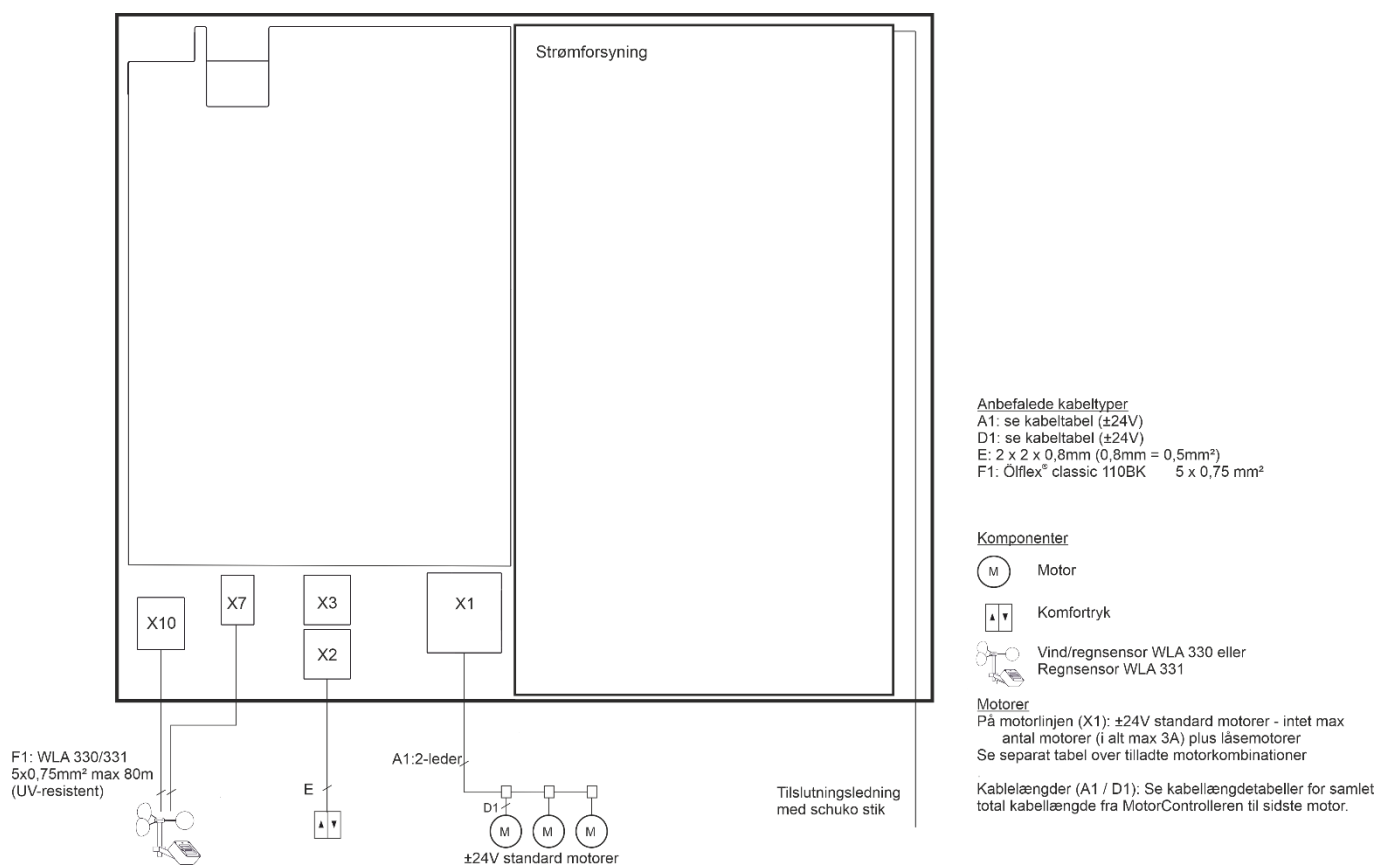 Strømforsyning
X10
X7
X3
X2
X1
F1: WLA 330/331
5x0,75mm² max 80m
(UV-resistent)
E
A1:2-leder
D1
M
M
M
±24V standard motorer
Tilslutningsledning
med schuko stik
Anbefalede kabeltyper
A1: se kabeltabel (±24V)
D1: se kabeltabel (±24V)
E: 2 x 2 x 0,8mm (0,8mm = 0,5mm²)
F1: Ölflex® classic 110BK 5 x 0,75 mm²
Komponenter
M Motor
Komfortryk
Vind/regnsensor WLA 330 eller
Regnsensor WLA 331
Motorer
På motorlinjen (X1): ±24V standard motorer - intet max
antal motorer (i alt max 3A) plus låsemotorer
Se separat tabel over tilladte motorkombinationer
Kablelængder (A1 / D1): Se kabellængdetabeller for samlet
total kabellængde fra MotorControlleren til sidste motor.